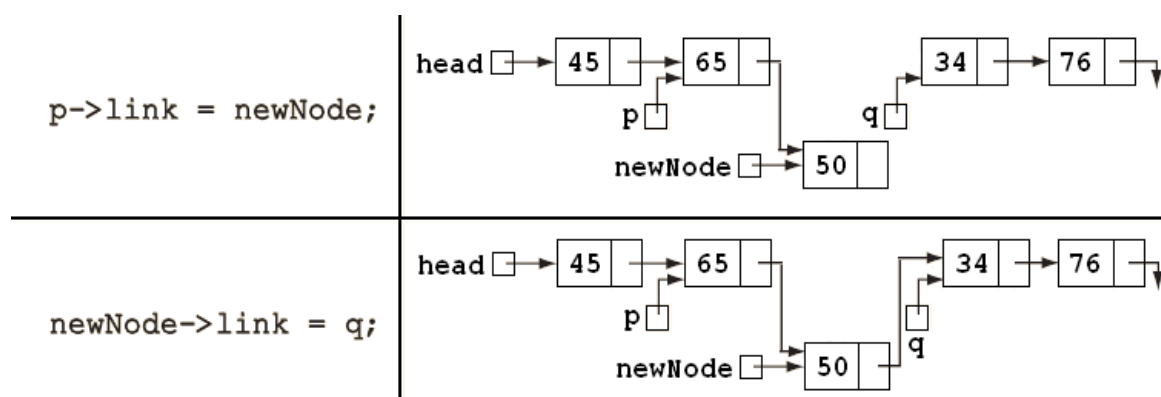 p->link = newNode;
head 45 65 34 76
p q
newNode 50
newNode->link = q;
head 45 65 34 76
p q
newNode 50